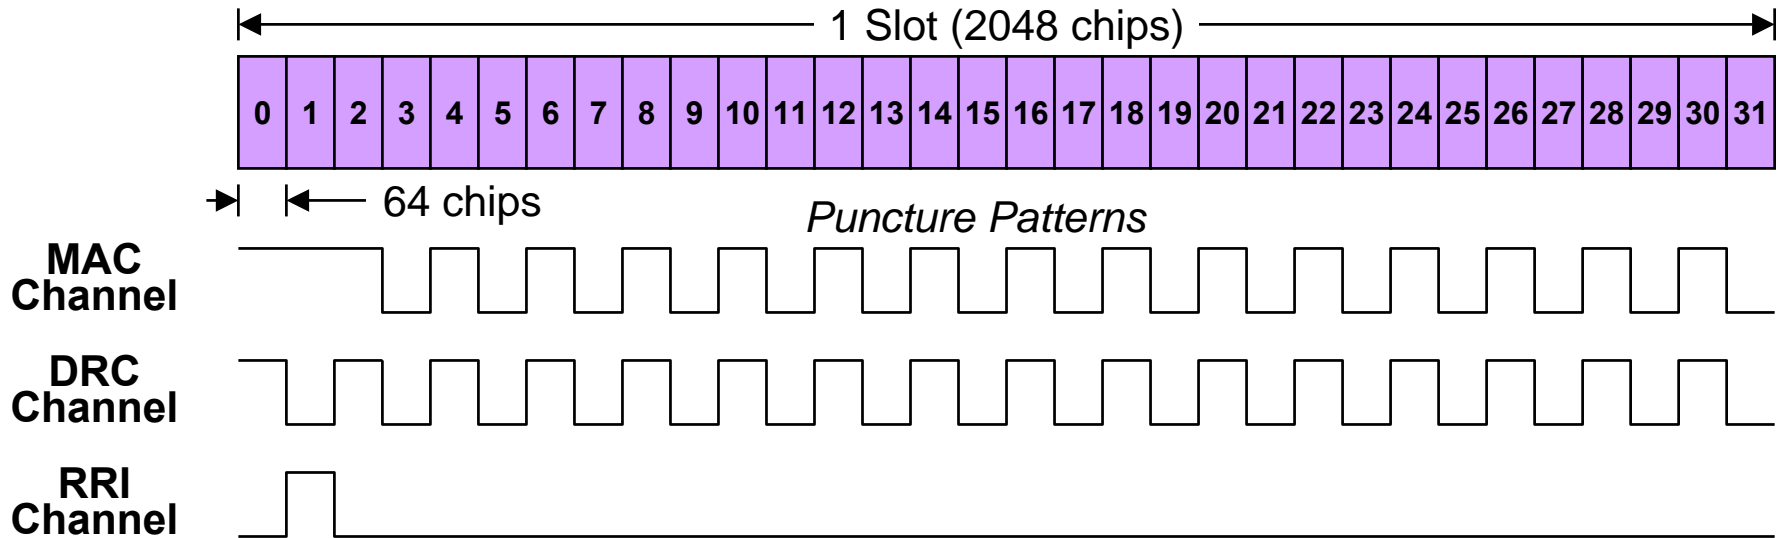 1 Slot (2048 chips)
0 1 2 3 4 5 6 7 8 9 10 11 12 13 14 15 16 17 18 19 20 21 22 23 24 25 26 27 28 29 30 31
64 chips
Puncture Patterns
MAC
Channel
DRC
Channel
RRI
Channel